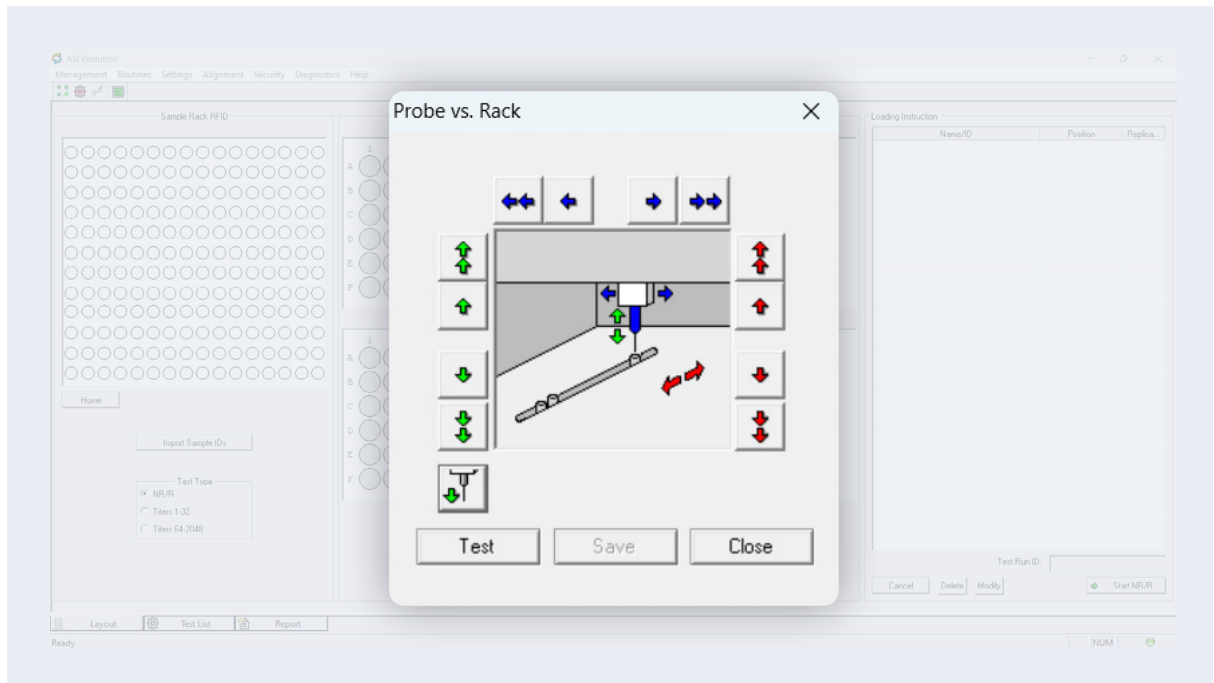 ASI Evolution
Management Routines Settings Alignment Security Diagnostics Help
Sample Rack RFID
Probe vs. Rack
Loading Instruction
Name/ID Position Replica...
1
A
B
C
D
E
F
1
A
B
C
D
E
F
Home
Import Sample IDs
Test Type
NR/R
Titers 1-32
Titers 64-2048
Test Save Close
Test Run ID:
Cancel Delete Modify Start NR/R
Layout Test List Report
Ready NUM